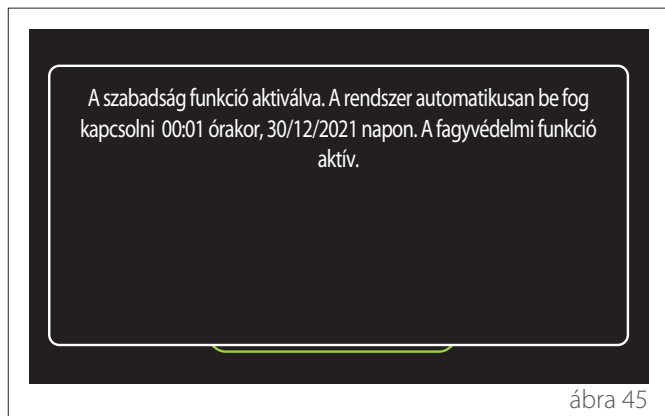 A szabadság funkció aktiválva. A rendszer automatikusan be fog
kapcsolni 00:01 órakor, 30/12/2021 napon. A fagyvédelmi funkció
aktív.
ábra 45